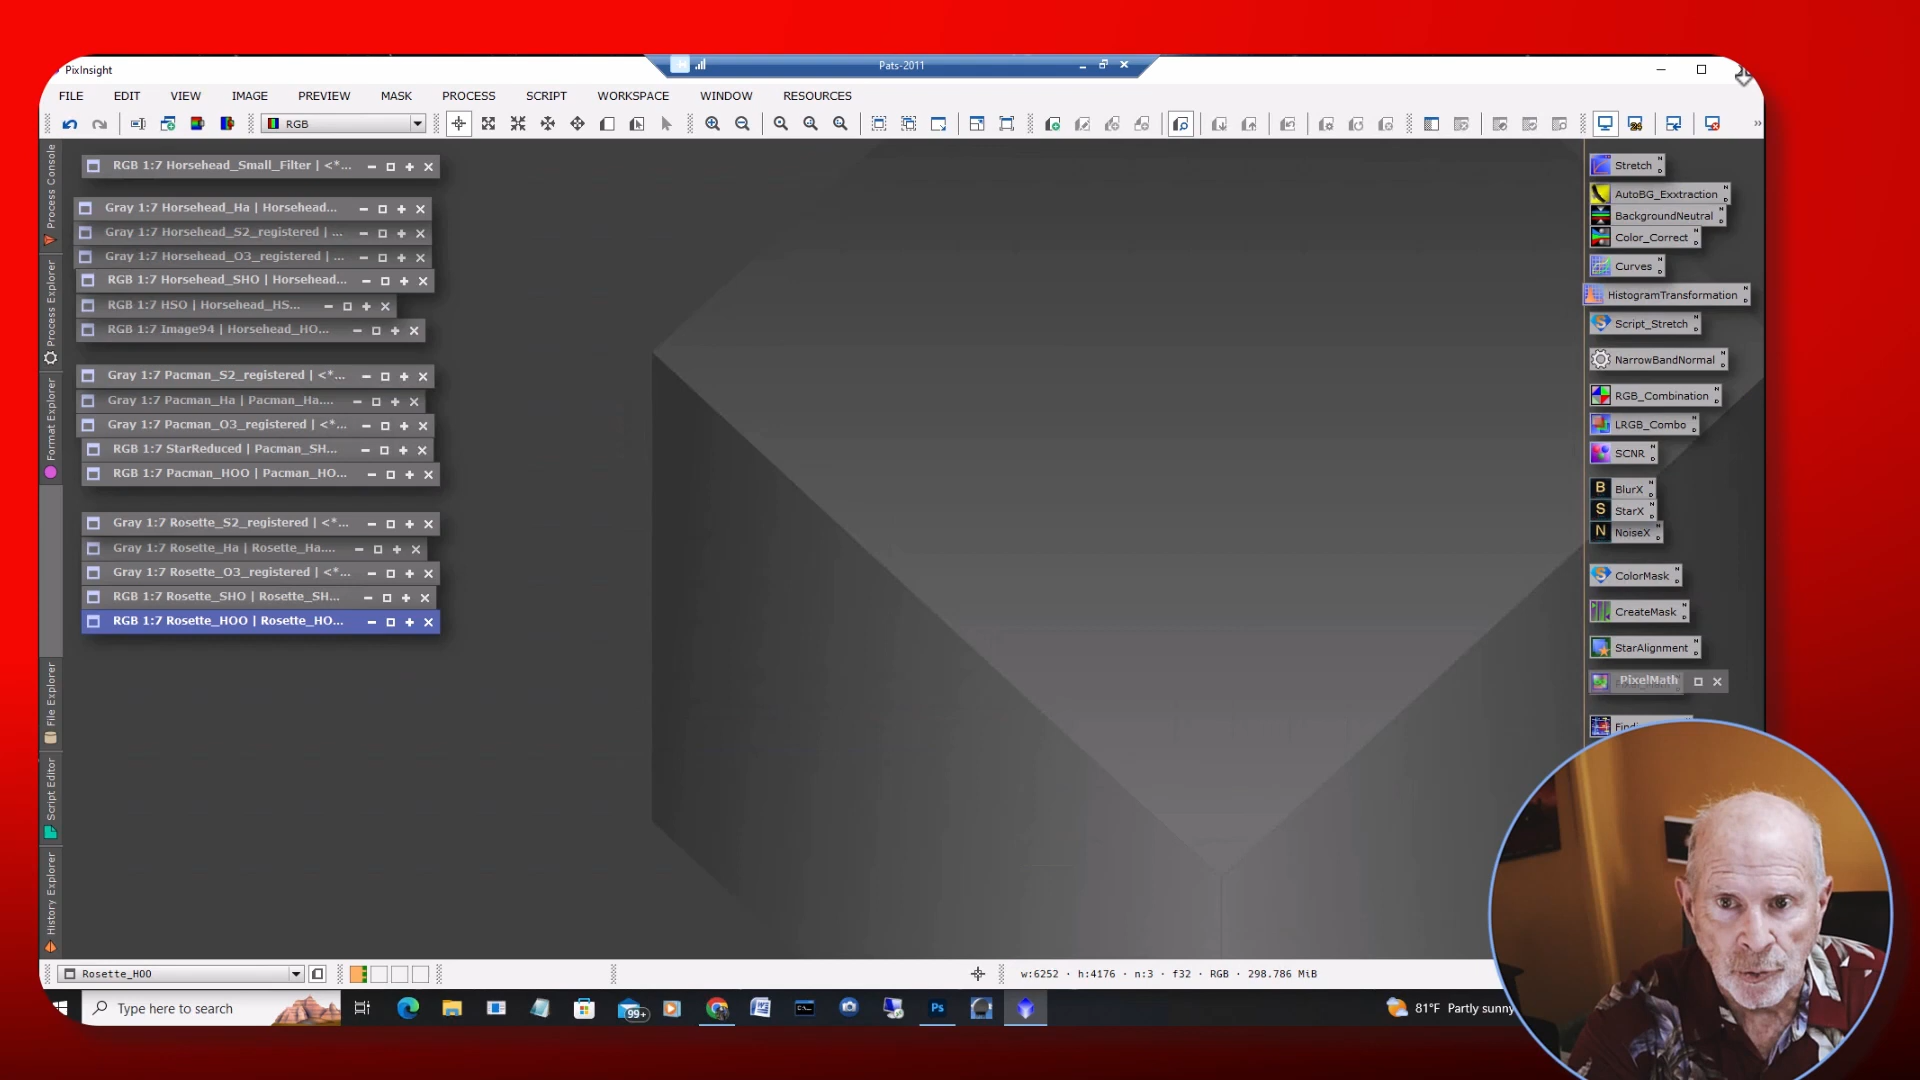 PixInsight
Pats-2011
FILE EDIT VIEW IMAGE PREVIEW MASK PROCESS SCRIPT WORKSPACE WINDOW RESOURCES
RGB
RGB 1:7 Horsehead_Small_Filter | <*...
Gray 1:7 Horsehead_Ha | Horsehead...
Gray 1:7 Horsehead_S2_registered | ...
Gray 1:7 Horsehead_O3_registered | ...
RGB 1:7 Horsehead_SHO | Horsehead...
RGB 1:7 HSO | Horsehead_HS...
RGB 1:7 Image94 | Horsehead_HO...
Gray 1:7 Pacman_S2_registered | <*...
Gray 1:7 Pacman_Ha | Pacman_Ha....
Gray 1:7 Pacman_O3_registered | <*...
RGB 1:7 StarReduced | Pacman_SH...
RGB 1:7 Pacman_HOO | Pacman_HO...
Gray 1:7 Rosette_S2_registered | <*...
Gray 1:7 Rosette_Ha | Rosette_Ha....
Gray 1:7 Rosette_O3_registered | <*...
RGB 1:7 Rosette_SHO | Rosette_SH...
RGB 1:7 Rosette_HOO | Rosette_HO...
Process Console
Process Explorer
Format Explorer
File Explorer
Script Editor
History Explorer
Stretch
AutoBG_Exxtraction
BackgroundNeutral
Color_Correct
Curves
HistogramTransformation
Script_Stretch
NarrowBandNormal
RGB_Combination
LRGB_Combo
SCNR
B BlurX
S StarX
N NoiseX
ColorMask
CreateMask
StarAlignment
PixelMath
Rosette_HOO
w:6252 · h:4176 · n:3 · f32 · RGB · 298.786 MiB
Type here to search
99+
Ps
81°F Partly sunny